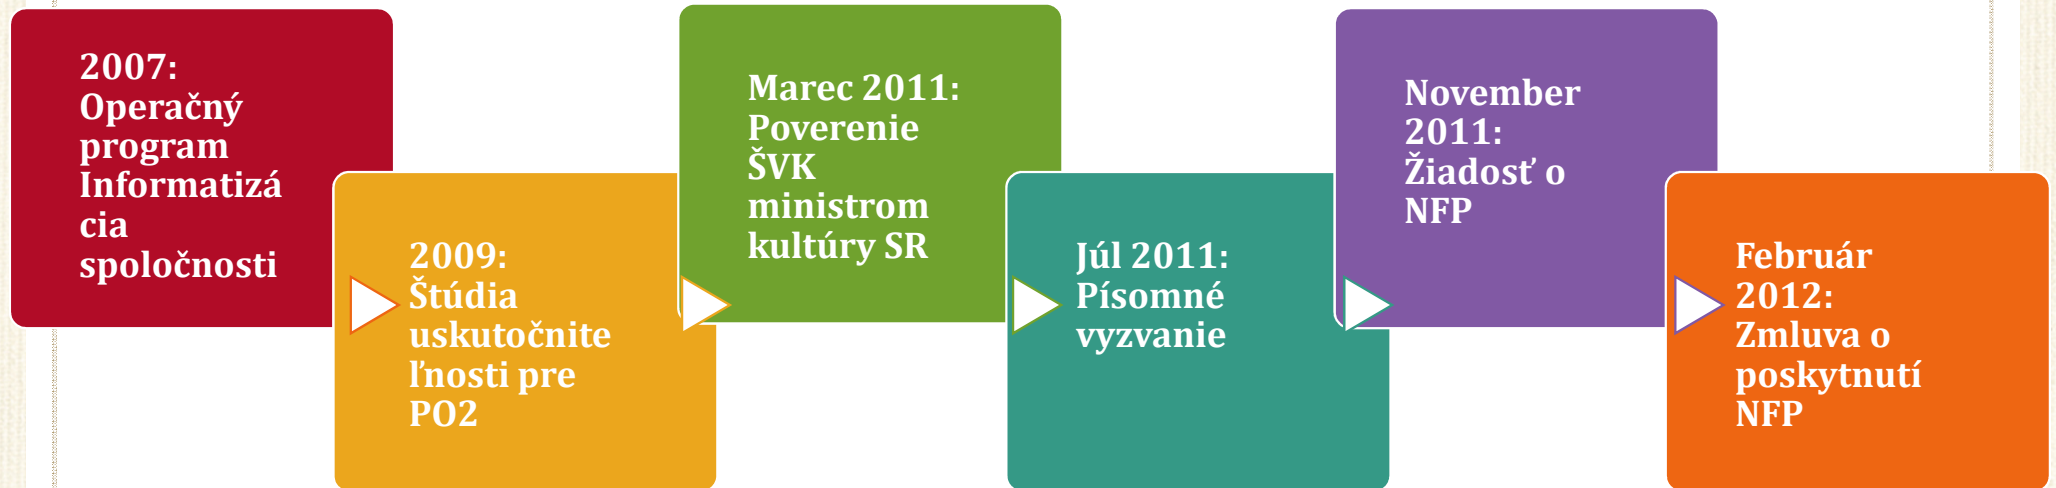 2007:
Operačný
program
Informatizá
cia
spoločnosti
2009:
Štúdia
uskutočnite
ľnosti pre
PO2
Marec 2011:
Poverenie
ŠVK
ministrom
kultúry SR
Júl 2011:
Písomné
vyzvanie
November
2011:
Žiadosť o
NFP
Február
2012:
Zmluva o
poskytnutí
NFP